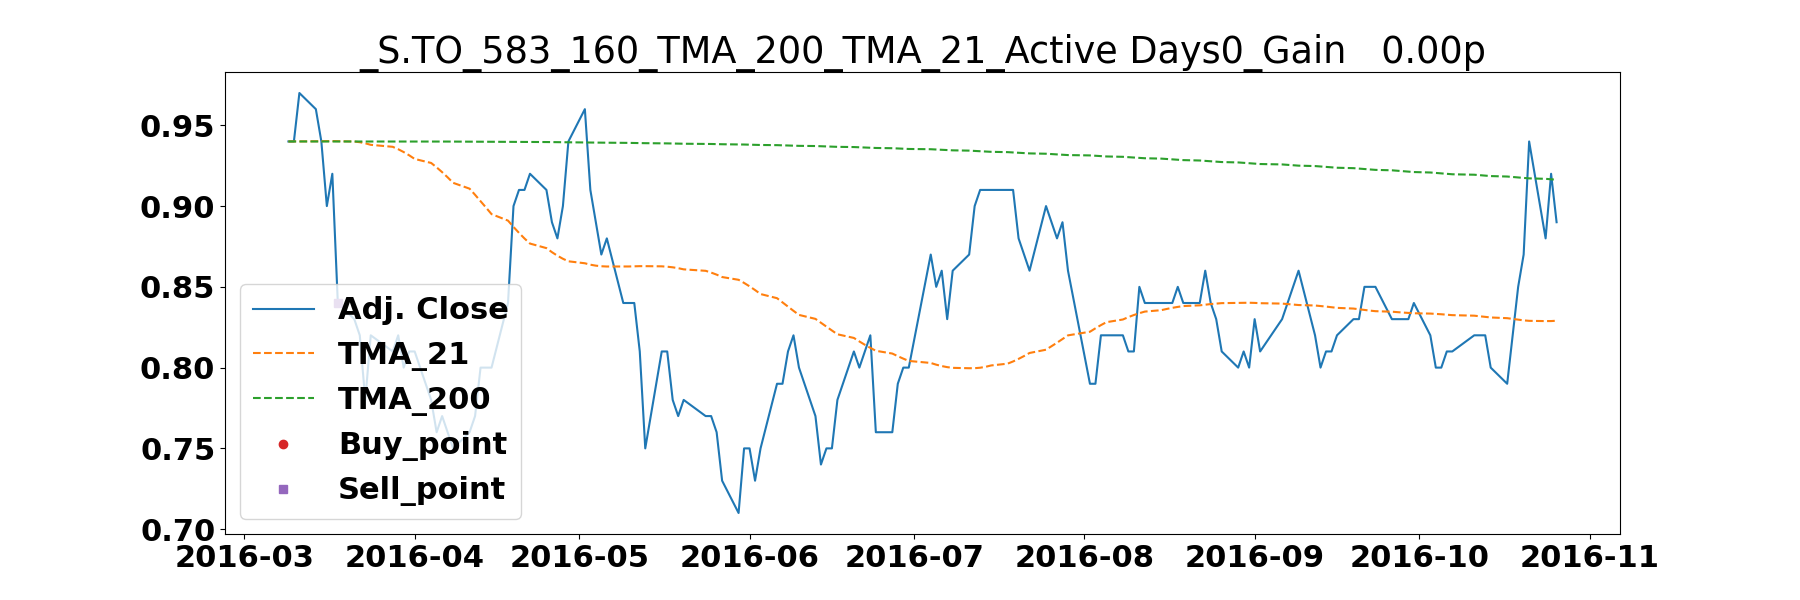 _S.TO_583_160_TMA_200_TMA_21_Active Days0_Gain   0.00p
0.95
0.90
0.85
0.80
0.75
0.70
Adj. Close
TMA_21
TMA_200
Buy_point
Sell_point
2016-03 2016-04 2016-05 2016-06 2016-07 2016-08 2016-09 2016-10 2016-11